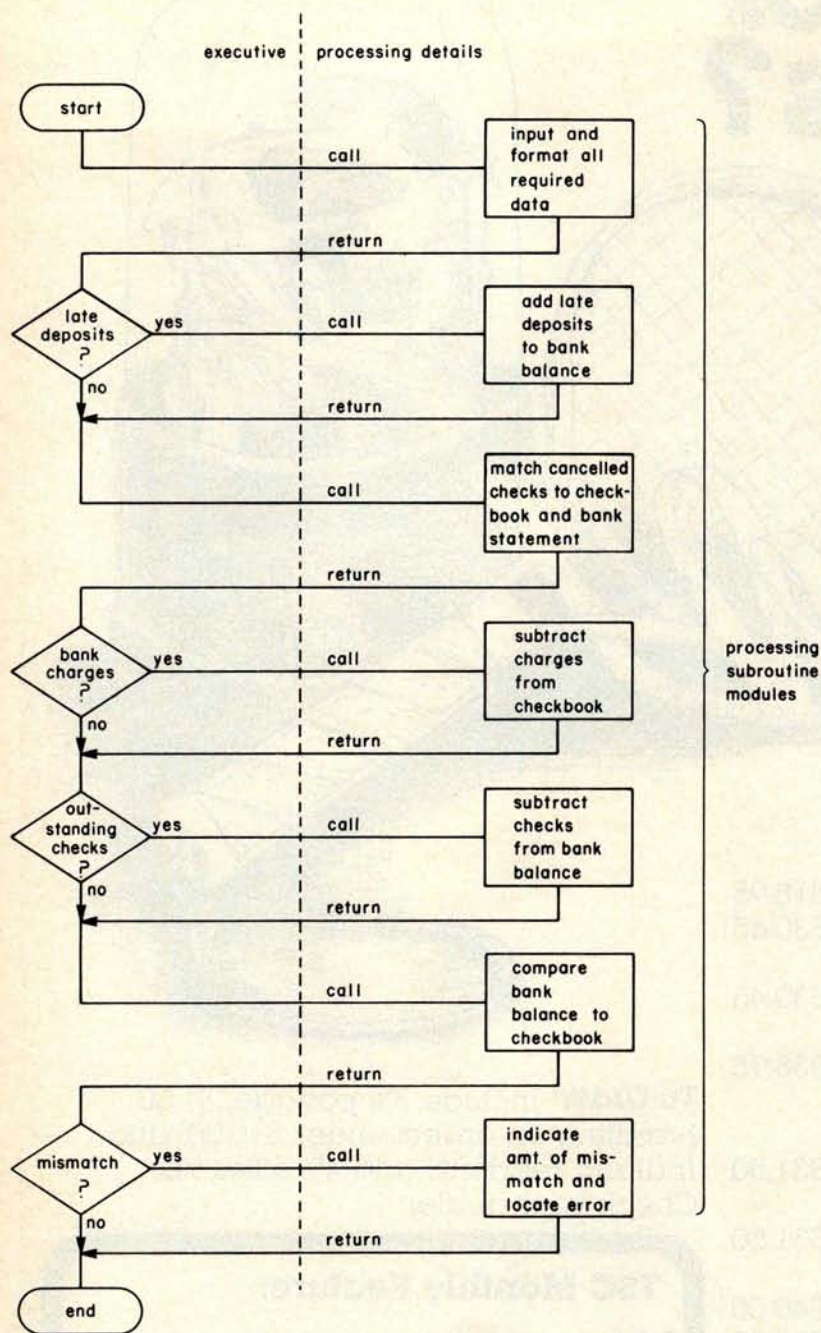 executive processing details
start
input and
format all
required
data
call
return
late
deposits
?
yes
call
add late
deposits
to bank
balance
no
return
call
match cancelled
checks to check-
book and bank
statement
return
bank
charges
?
yes
call
subtract
charges
from
checkbook
processing
subroutine
modules
no
return
out-
standing
checks
?
yes
call
subtract
checks
from bank
balance
no
return
call
compare
bank
balance to
checkbook
return
mismatch
?
yes
call
indicate
amt. of mis-
match and
locate error
no
return
end
To Order
TSC Monthly Feature: